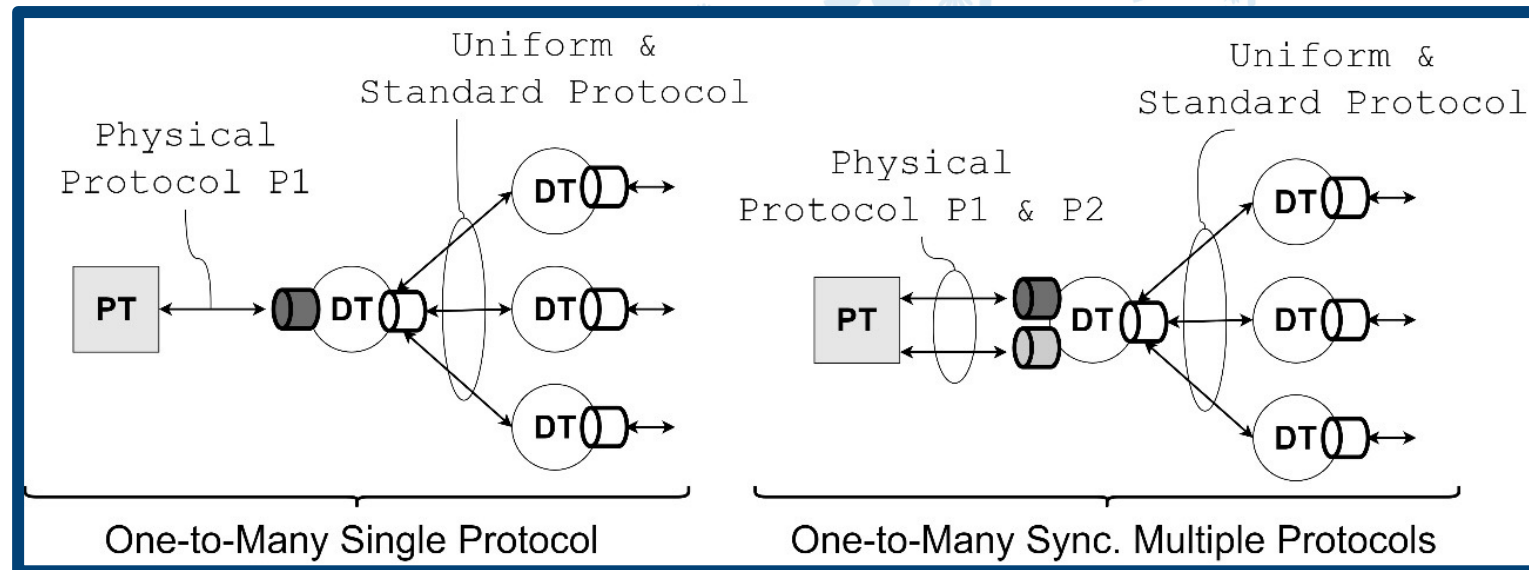 Uniform &
Standard Protocol
Physical
Protocol P1
PT
DT
DT
DT
DT
One-to-Many Single Protocol
Uniform &
Standard Protocol
Physical
Protocol P1 & P2
PT
DT
DT
DT
DT
One-to-Many Sync. Multiple Protocols